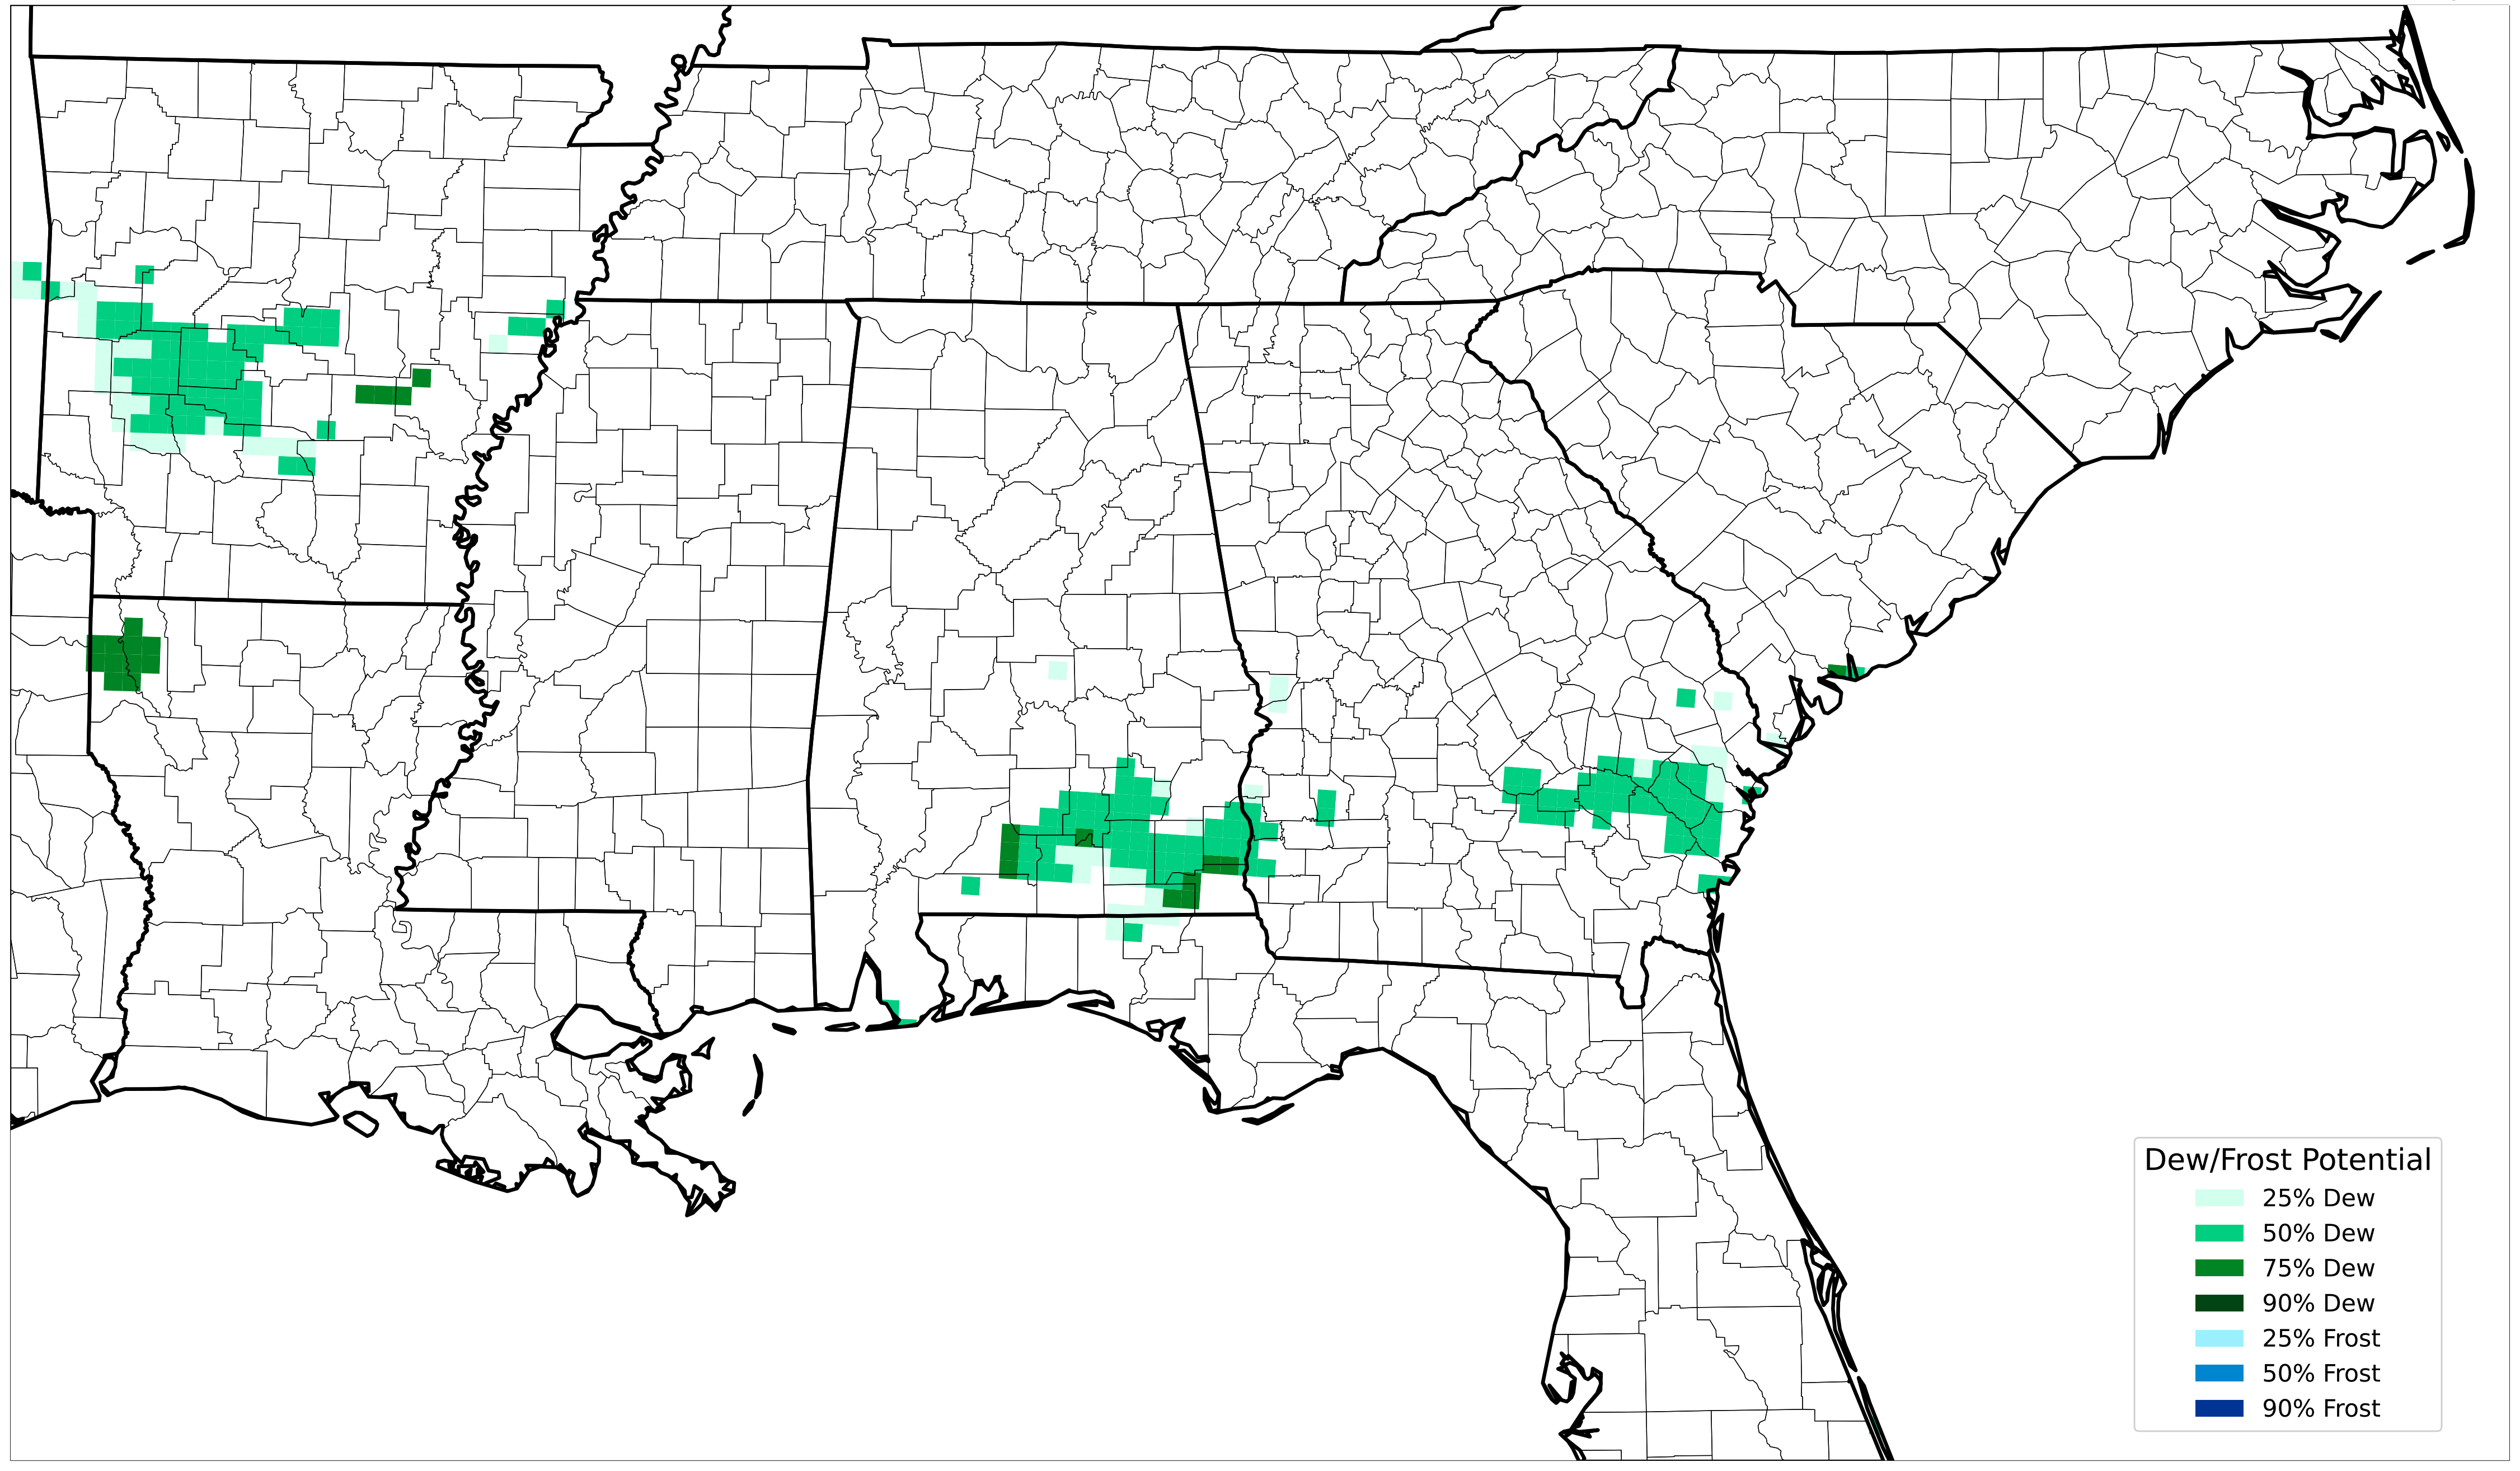 Dew/Frost Potential
25% Dew
50% Dew
75% Dew
90% Dew
25% Frost
50% Frost
90% Frost